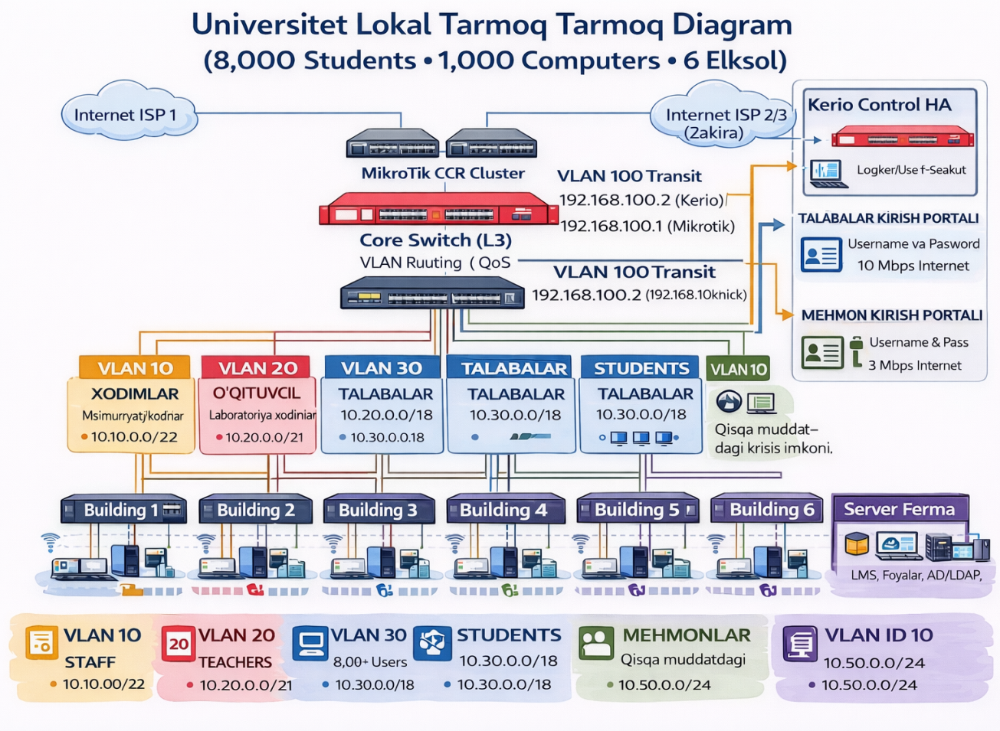 Universitet Lokal Tarmoq Tarmoq Diagram
(8,000 Students • 1,000 Computers • 6 Elksol)
Internet ISP 1
Internet ISP 2/3
(2akira)
Kerio Control HA
Logker/Use f-Seakut
MikroTik CCR Cluster
VLAN 100 Transit
192.168.100.2 (Kerio)
192.168.100.1 (Mikrotik)
Core Switch (L3)
VLAN Ruuting ( QoS
VLAN 100 Transit
192.168.100.2 (192.168.10knick)
TALABALAR KIRISH PORTALI
Username va Pasword
10 Mbps Internet
MEHMON KIRISH PORTALI
Username & Pass
3 Mbps Internet
VLAN 10
XODIMLAR
Msimurryatj/kodnar
• 10.10.0.0/22
VLAN 20
O'QITUVCIL
Laboratoriya xodiniar
• 10.20.0.0/21
VLAN 30
TALABALAR
10.20.0.0/18
• 10.30.0.0.18
TALABALAR
TALABALAR
10.30.0.0/18
STUDENTS
TALABALAR
10.30.0.0/18
VLAN 10
Qisqa muddat–
dagi krisis imkoni.
Building 1
Building 2
Building 3
Building 4
Building 5
Building 6
Server Ferma
LMS, Foyalar, AD/LDAP,
VLAN 10
STAFF
• 10.10.00/22
20
VLAN 20
TEACHERS
• 10.20.0.0/21
VLAN 30
8,00+ Users
• 10.30.0.0/18
STUDENTS
10.30.0.0/18
• 10.30.0.0/18
MEHMONLAR
Qisqa muddatdagi
• 10.50.0.0/24
VLAN ID 10
10.50.0.0/24
• 10.50.0.0/24